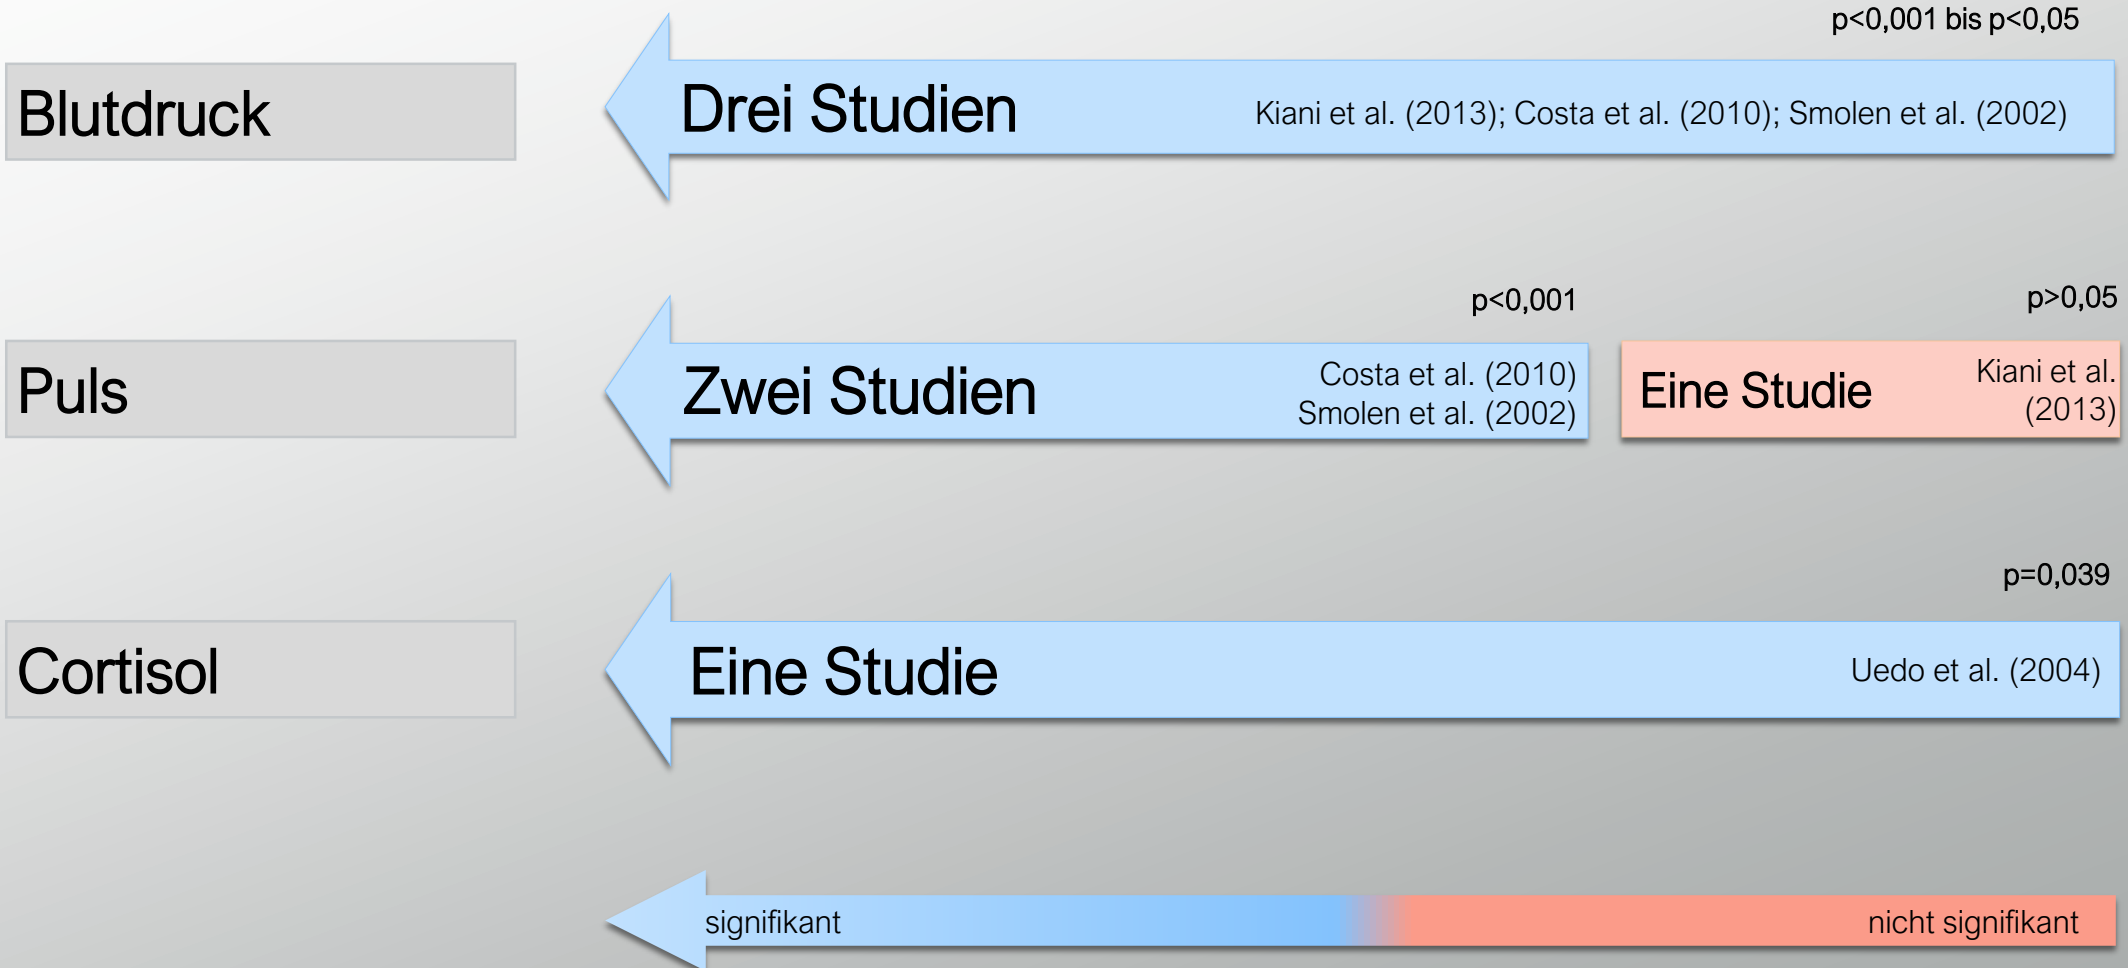 p<0,001 bis p<0,05
Blutdruck
Drei Studien
Kiani et al. (2013); Costa et al. (2010); Smolen et al. (2002)
p<0,001
p>0,05
Puls
Zwei Studien
Costa et al. (2010)
Smolen et al. (2002)
Eine Studie
Kiani et al.
(2013)
p=0,039
Cortisol
Eine Studie
Uedo et al. (2004)
signifikant
nicht signifikant